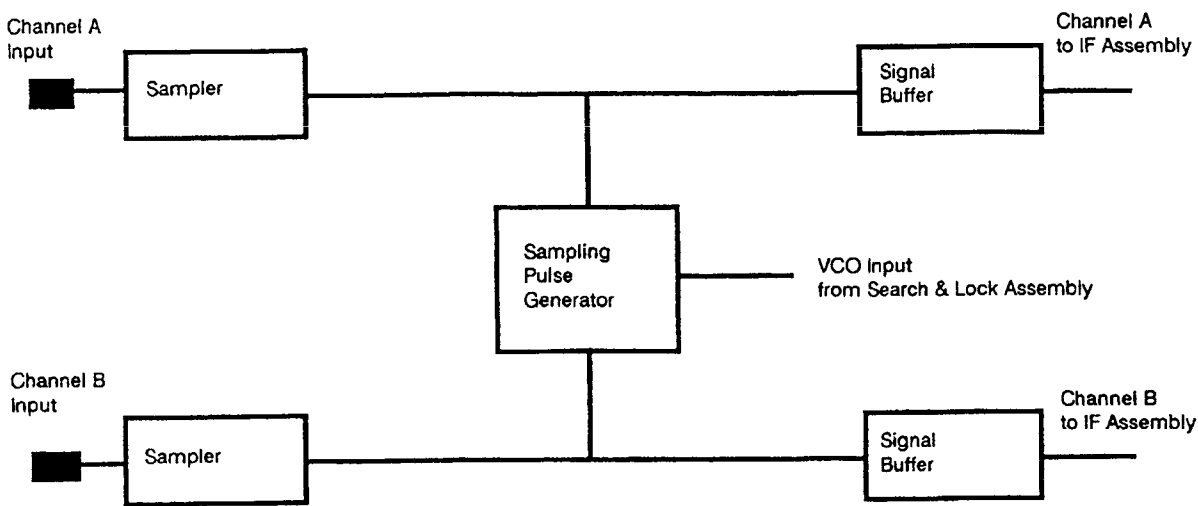 Channel A
Input
Sampler
Signal
Buffer
Channel A
to IF Assembly
Sampling
Pulse
Generator
VCO Input
from Search & Lock Assembly
Channel B
Input
Sampler
Signal
Buffer
Channel B
to IF Assembly